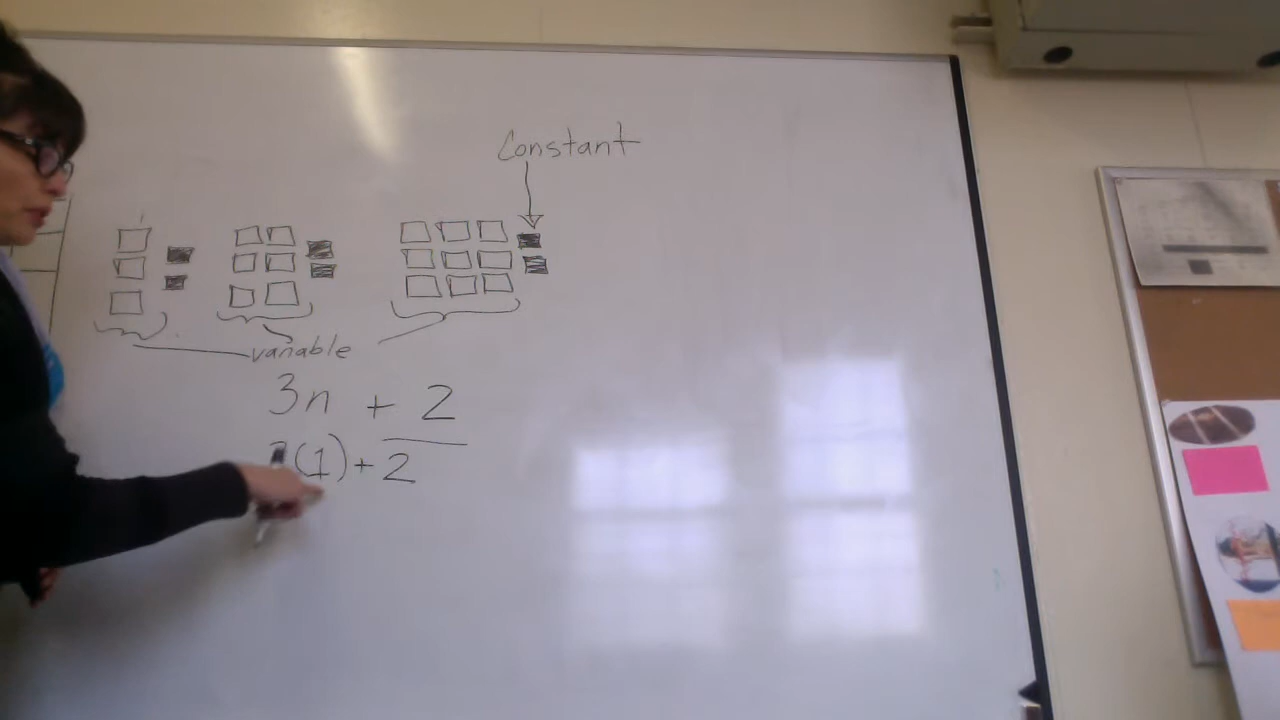 Constant
variable
3n + 2
(1) + 2